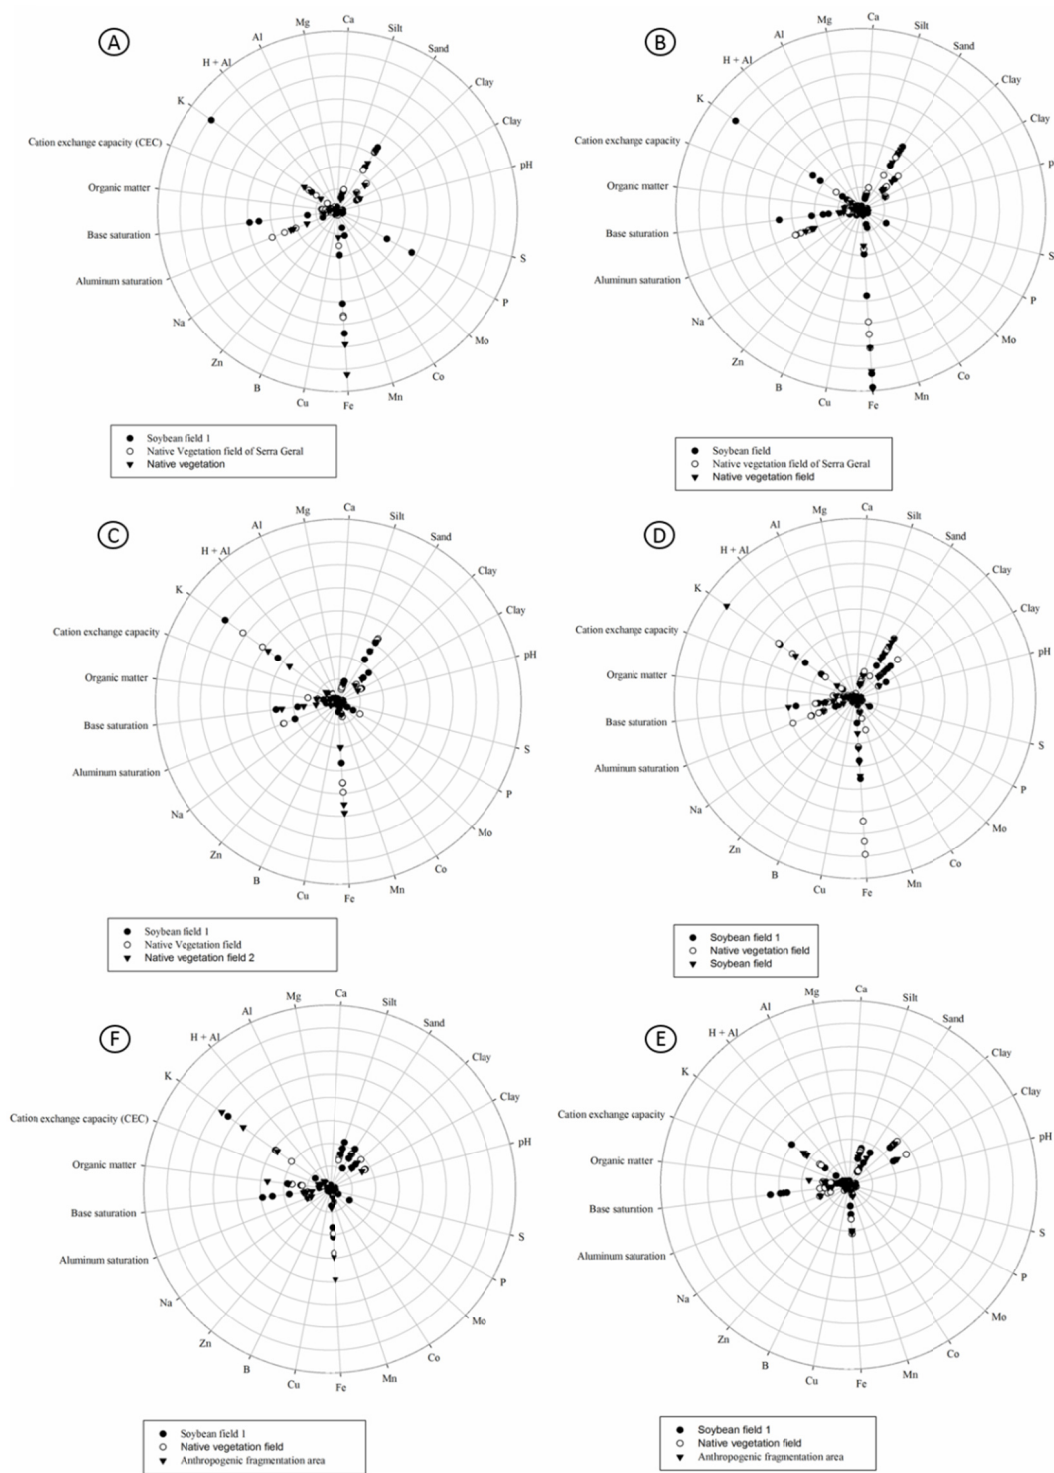 A
Ca
Silt
Sand
Clay
Clay
pH
S
P
Mo
Co
Mn
Fe
Cu
B
Zn
Na
Aluminum saturation
Base saturation
Organic matter
Cation exchange capacity (CEC)
K
H + Al
Al
Mg
Soybean field 1
Native Vegetation field of Serra Geral
Native vegetation
B
Ca
Silt
Sand
Clay
Clay
S
P
Mo
Co
Mn
Fe
Cu
B
Zn
Na
Aluminum saturation
Base saturation
Organic matter
Cation exchange capacity
K
H + Al
Al
Mg
Soybean field
Native vegetation field of Serra Geral
Native vegetation field
C
Ca
Silt
Sand
Clay
Clay
pH
S
P
Mo
Co
Mn
Fe
Cu
B
Zn
Na
Aluminum saturation
Base saturation
Organic matter
Cation exchange capacity
K
H + Al
Al
Mg
Soybean field 1
Native Vegetation field
Native vegetation field 2
D
Ca
Silt
Sand
Clay
Clay
pH
S
P
Mo
Co
Mn
Fe
Cu
B
Zn
Na
Aluminum saturation
Base saturation
Organic matter
Cation exchange capacity
K
H + Al
Al
Mg
Soybean field 1
Native vegetation field
Soybean field
F
Ca
Silt
Sand
Clay
Clay
pH
S
P
Mo
Co
Mn
Fe
Cu
B
Zn
Na
Aluminum saturation
Base saturation
Organic matter
Cation exchange capacity (CEC)
K
H + Al
Al
Mg
Soybean field 1
Native vegetation field
Anthropogenic fragmentation area
E
Ca
Silt
Sand
Clay
Clay
pH
S
P
Mo
Co
Mn
Fe
Cu
B
Zn
Na
Aluminum saturation
Base saturation
Organic matter
Cation exchange capacity
K
H + Al
Al
Mg
Soybean field 1
Native vegetation field
Anthropogenic fragmentation area